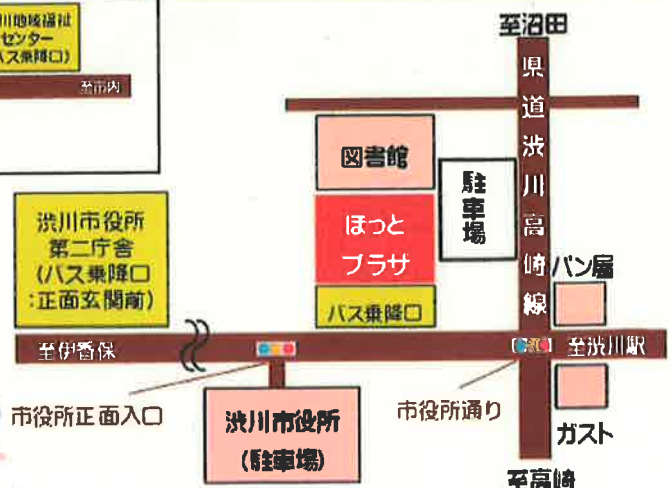 川地域福祉
センター
バス乗降口)
至市内
至沼田
県道渋川高崎線
図書館
駐車場
ほっと
プラザ
バス乗降口
渋川市役所
第二庁舎
(バス乗降口
:正面玄関前)
パン屋
至伊香保
至渋川駅
市役所正面入口
市役所通り
渋川市役所
(駐車場)
ガスト
至高崎